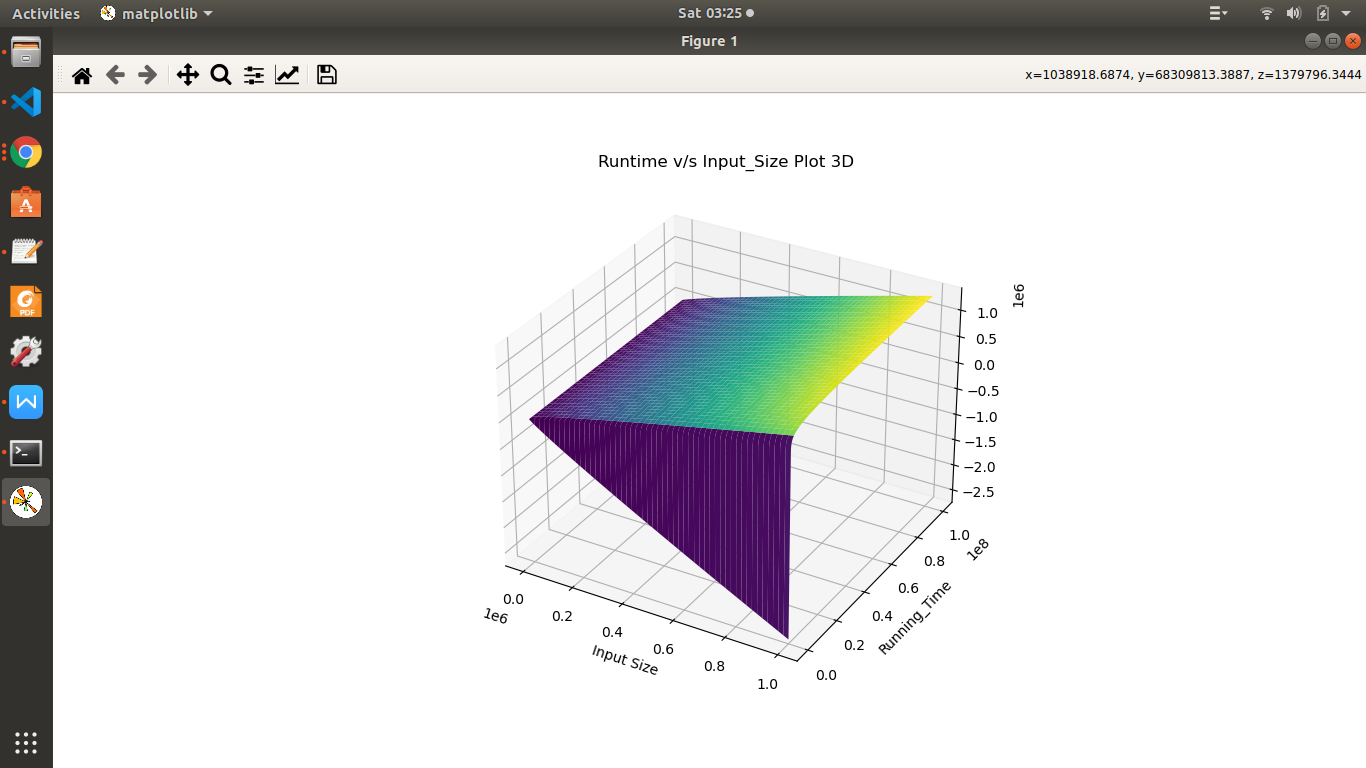 Activities matplotlib Sat 03:25
Figure 1
x=1038918.6874, y=68309813.3887, z=1379796.3444
Runtime v/s Input_Size Plot 3D
1e6
1.0
0.5
0.0
−0.5
−1.0
−1.5
−2.0
−2.5
0.0
0.2
0.4
0.6
0.8
1.0
1e6
Input Size
0.0
0.2
0.4
0.6
0.8
1.0
1e8
Running_Time
PDF